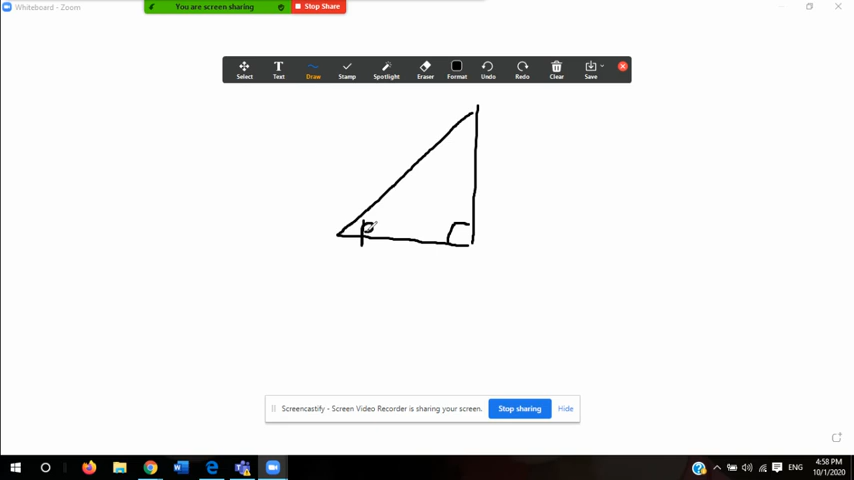 Whiteboard - Zoom
You are screen sharing
Stop Share
Select
Text
Draw
Stamp
Spotlight
Eraser
Format
Undo
Redo
Clear
Save
Screencastify - Screen Video Recorder is sharing your screen.
Stop sharing
Hide
ENG
4:58 PM
10/1/2020